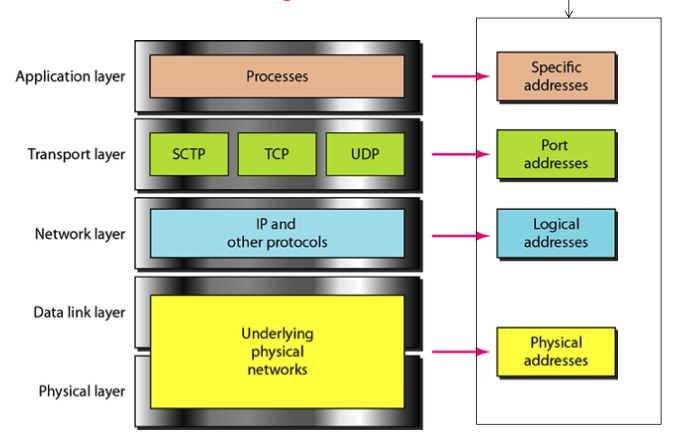 Application layer
Processes
Specific
addresses
Transport layer
SCTP
TCP
UDP
Port
addresses
Network layer
IP and
other protocols
Logical
addresses
Data link layer
Underlying
physical
networks
Physical
addresses
Physical layer